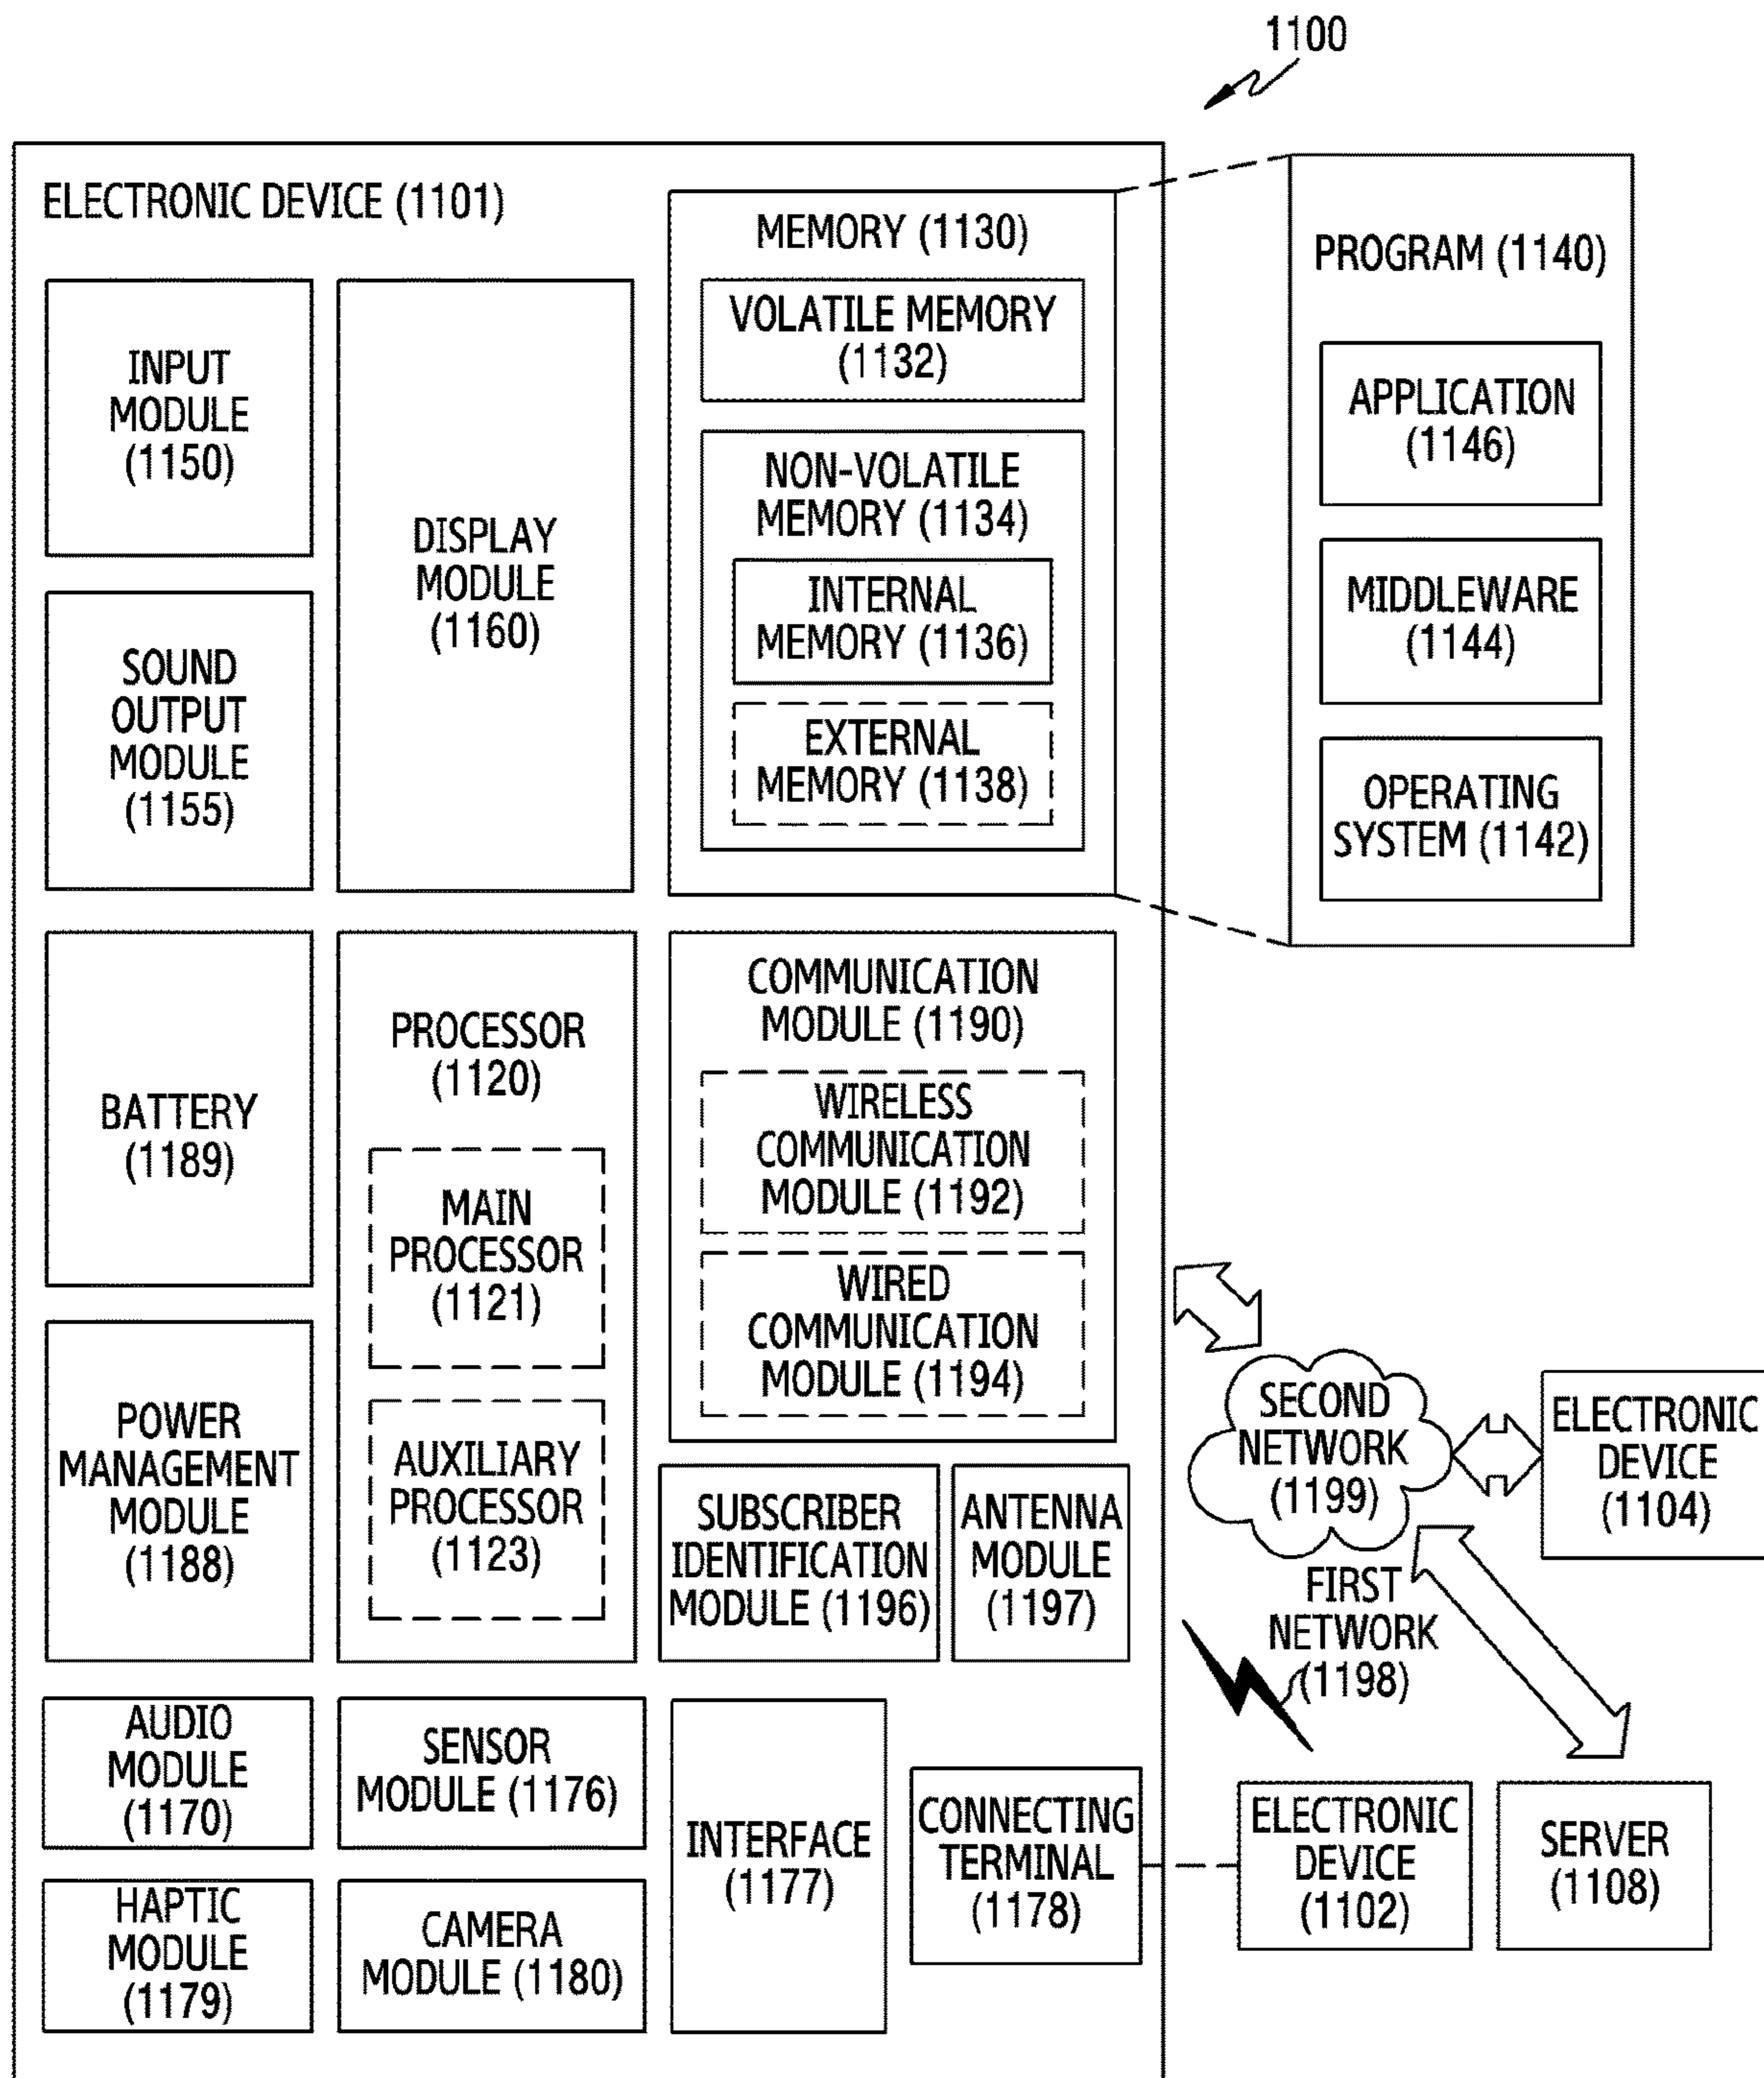 1100
ELECTRONIC DEVICE (1101)
INPUT
MODULE
(1150)
SOUND
OUTPUT
MODULE
(1155)
DISPLAY
MODULE
(1160)
MEMORY (1130)
VOLATILE MEMORY
(1132)
NON-VOLATILE
MEMORY (1134)
INTERNAL
MEMORY (1136)
EXTERNAL
MEMORY (1138)
PROGRAM (1140)
APPLICATION
(1146)
MIDDLEWARE
(1144)
OPERATING
SYSTEM (1142)
BATTERY
(1189)
POWER
MANAGEMENT
MODULE
(1188)
PROCESSOR
(1120)
MAIN
PROCESSOR
(1121)
AUXILIARY
PROCESSOR
(1123)
COMMUNICATION
MODULE (1190)
WIRELESS
COMMUNICATION
MODULE (1192)
WIRED
COMMUNICATION
MODULE (1194)
SUBSCRIBER
IDENTIFICATION
MODULE (1196)
ANTENNA
MODULE
(1197)
SECOND
NETWORK
(1199)
ELECTRONIC
DEVICE
(1104)
FIRST
NETWORK
(1198)
AUDIO
MODULE
(1170)
SENSOR
MODULE (1176)
HAPTIC
MODULE
(1179)
CAMERA
MODULE (1180)
INTERFACE
(1177)
CONNECTING
TERMINAL
(1178)
ELECTRONIC
DEVICE
(1102)
SERVER
(1108)